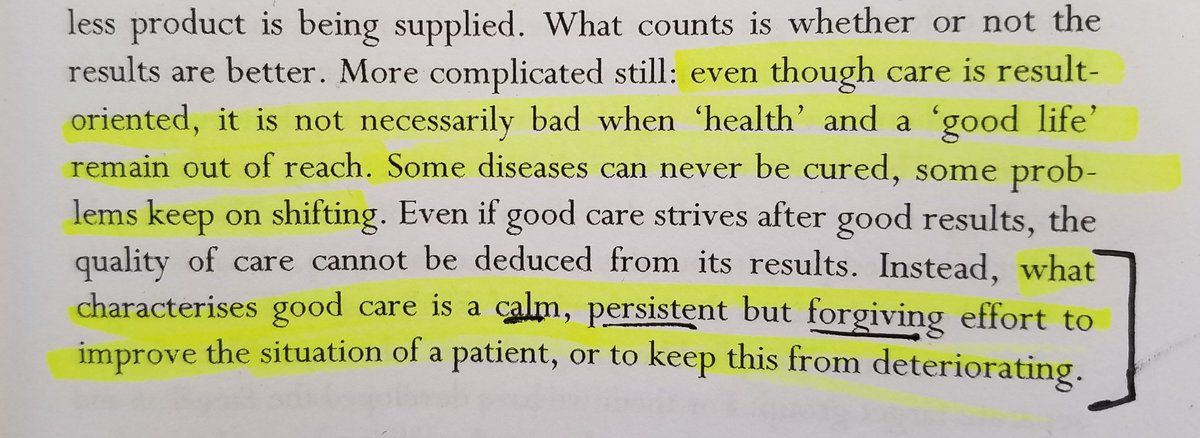 less product is being supplied. What counts is whether or not the
results are better. More complicated still: even though care is result-
oriented, it is not necessarily bad when ‘health’ and a ‘good life’
remain out of reach. Some diseases can never be cured, some prob-
lems keep on shifting. Even if good care strives after good results, the
quality of care cannot be deduced from its results. Instead, what
characterises good care is a calm, persistent but forgiving effort to
improve the situation of a patient, or to keep this from deteriorating.